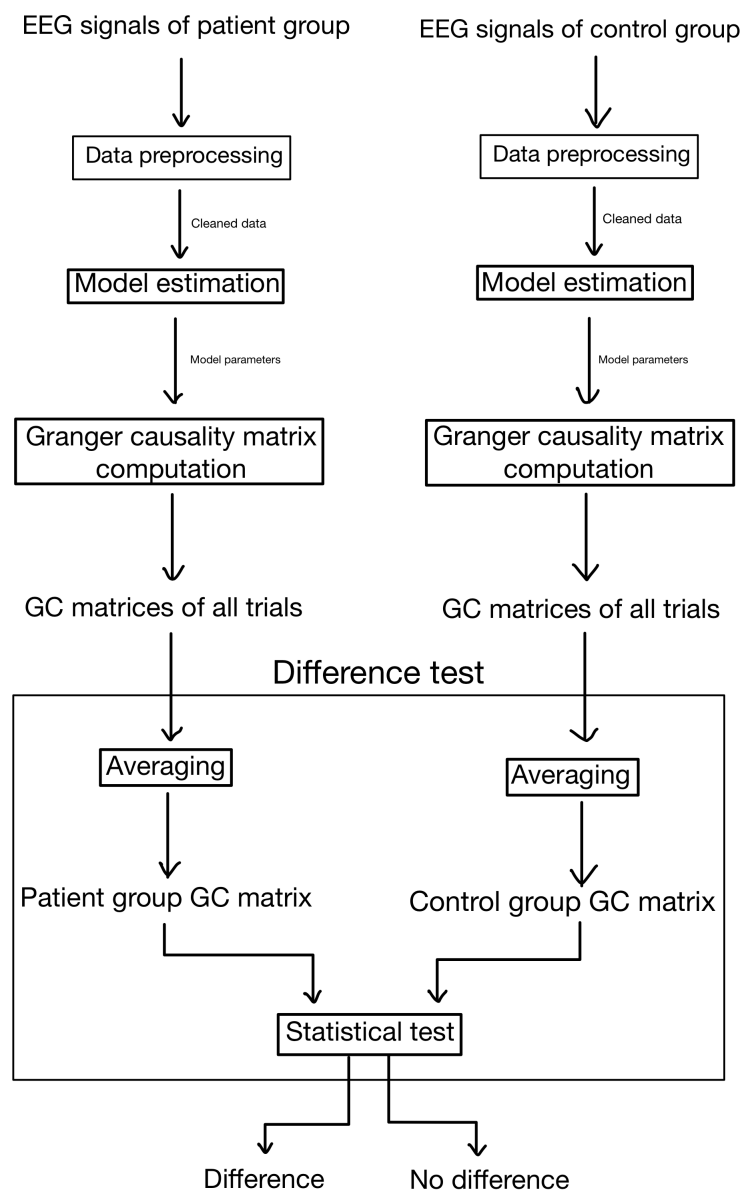 EEG signals of patient group
EEG signals of control group
Data preprocessing
Data preprocessing
Cleaned data
Cleaned data
Model estimation
Model estimation
Model parameters
Model parameters
Granger causality matrix
computation
Granger causality matrix
computation
GC matrices of all trials
GC matrices of all trials
Difference test
Averaging
Averaging
Patient group GC matrix
Control group GC matrix
Statistical test
Difference
No difference